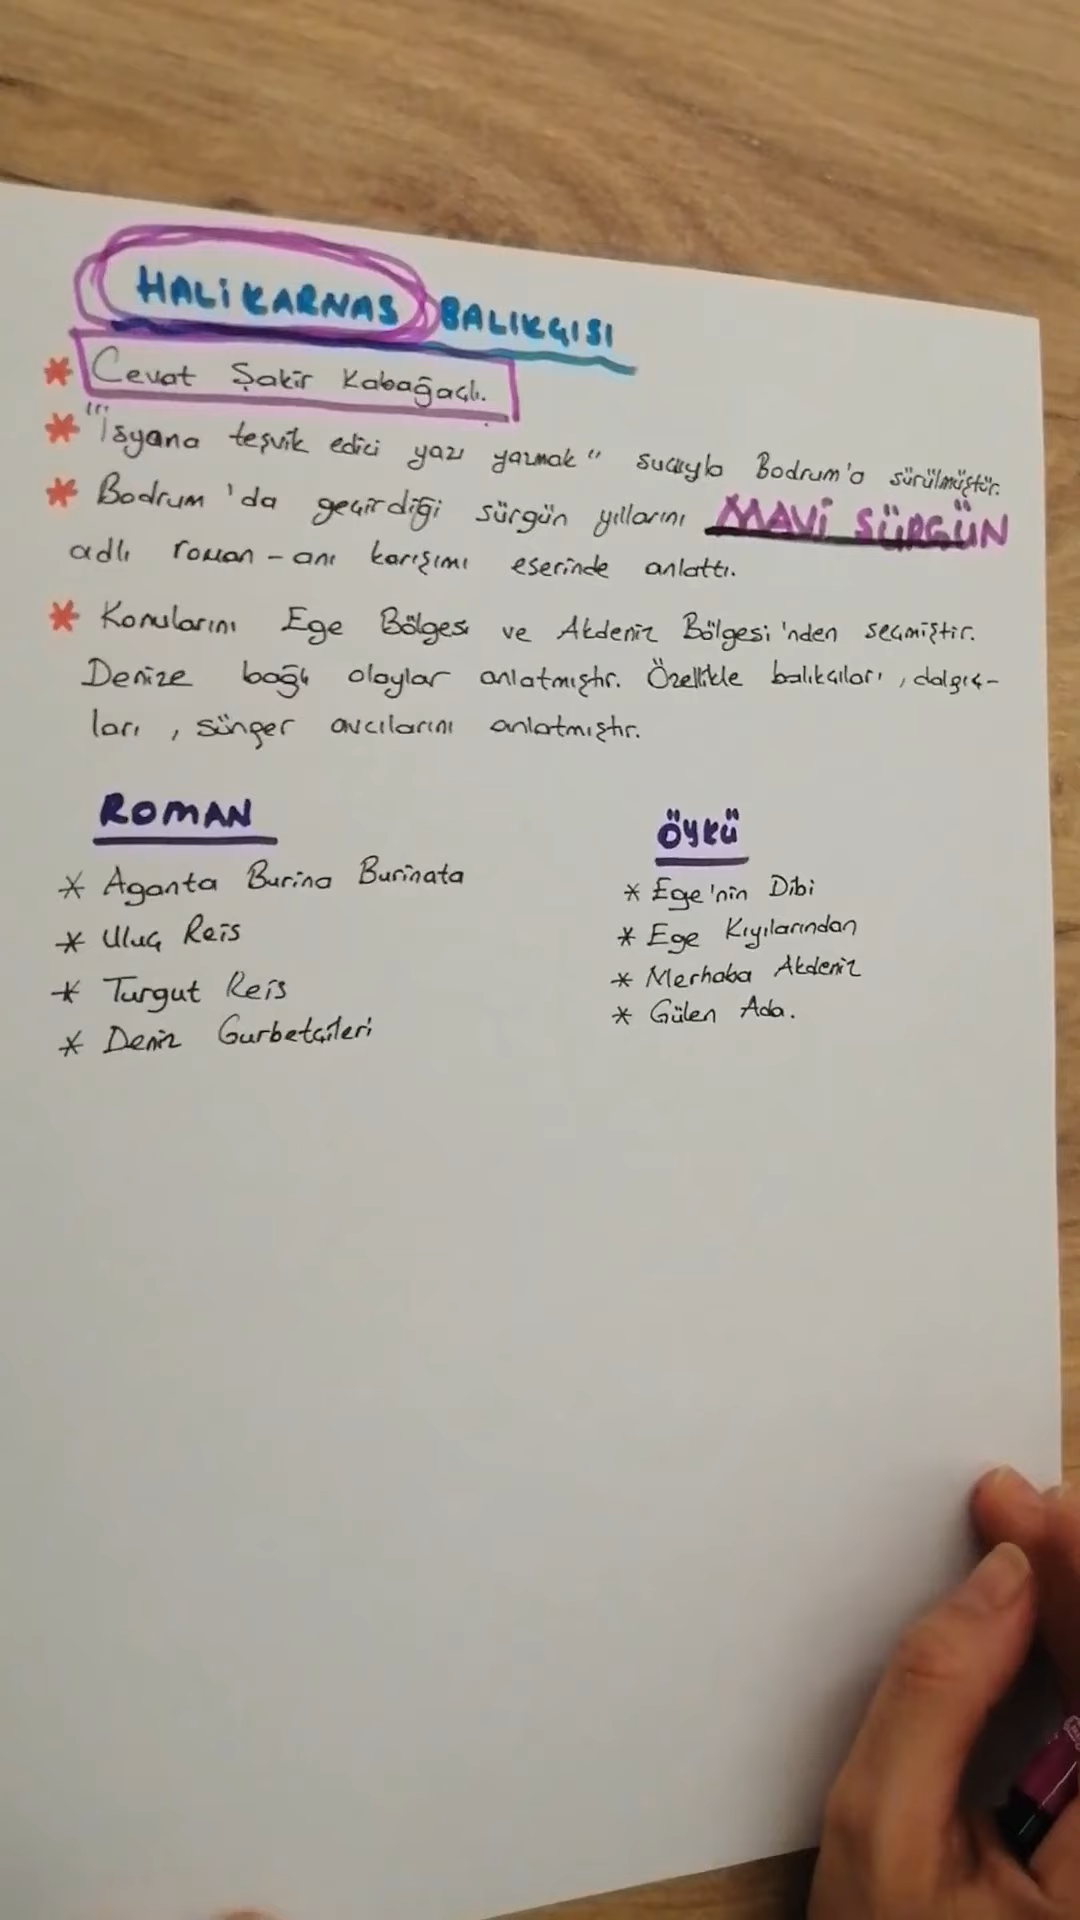 HALİKARNAS BALIKÇISI
* Cevat Şakir Kabağaçlı.
* "İsyana teşvik edici yazı yazmak" suçuyla Bodrum'a sürülmüştür.
* Bodrum'da geçirdiği sürgün yıllarını MAVİ SÜRGÜN
adlı roman-anı karışımı eserinde anlattı.
* Konularını Ege Bölgesi ve Akdeniz Bölgesi'nden seçmiştir.
Denize bağlı olaylar anlatmıştır. Özellikle balıkçıları, dalgıç-
ları, sünger avcılarını anlatmıştır.
ROMAN
* Aganta Burina Burinata
* Uluç Reis
* Turgut Reis
* Deniz Gurbetçileri
ÖYKÜ
* Ege'nin Dibi
* Ege Kıyılarından
* Merhaba Akdeniz
* Gülen Ada.